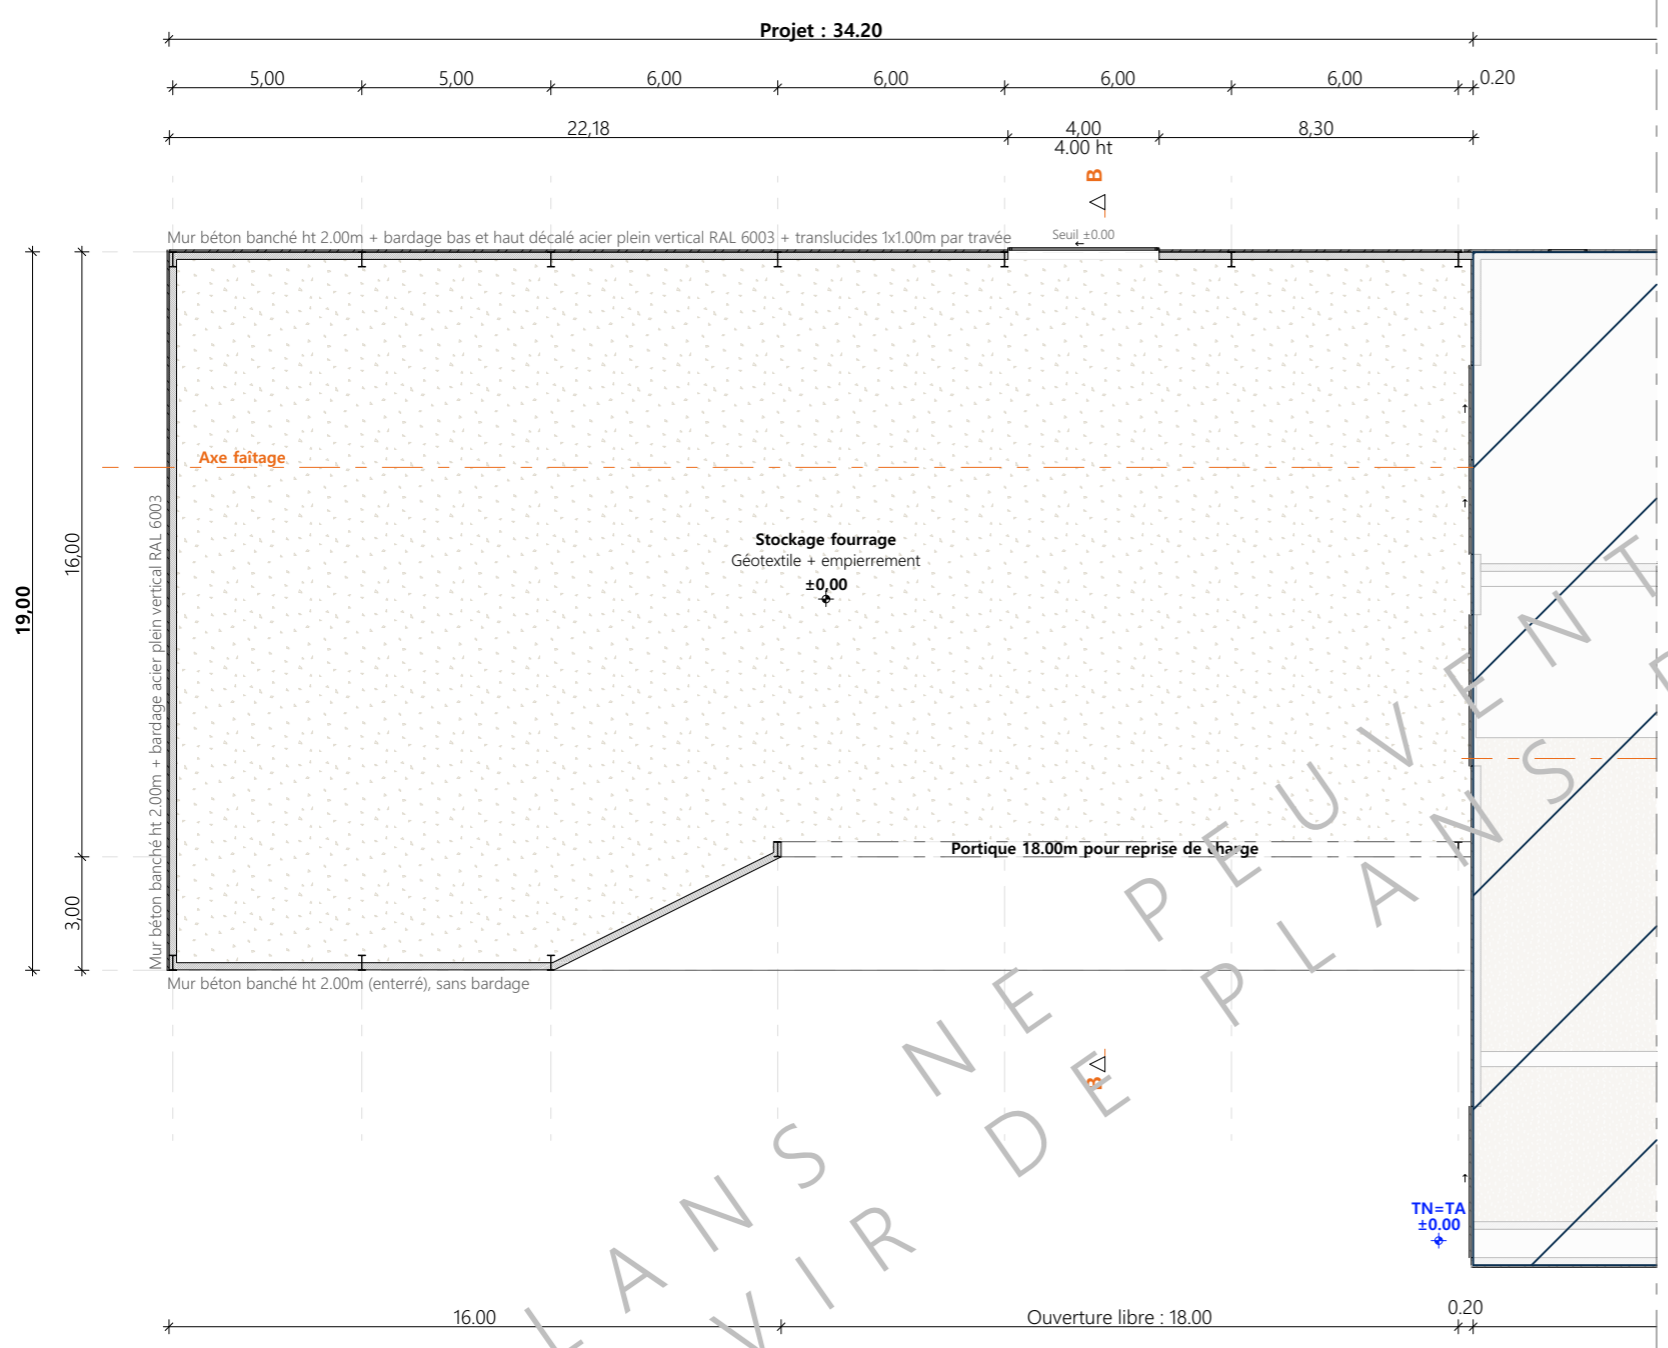 Projet : 34.20
5,00 5,00 6,00 6,00 6,00 6,00 0.20
22,18 4,00 8,30
4.00 ht
B
Mur béton banché ht 2.00m + bardage bas et haut décalé acier plein vertical RAL 6003 + translucides 1x1.00m par travée
Seuil ±0.00
Axe faîtage
19,00
16,00
3,00
Mur béton banché ht 2.00m + bardage acier plein vertical RAL 6003
Stockage fourrage
Géotextile + empierrement
±0,00
Portique 18.00m pour reprise de charge
Mur béton banché ht 2.00m (enterré), sans bardage
B
TN=TA
±0.00
16.00 Ouverture libre : 18.00 0.20
LANS NE PEUVENT
VIR DE PLANS